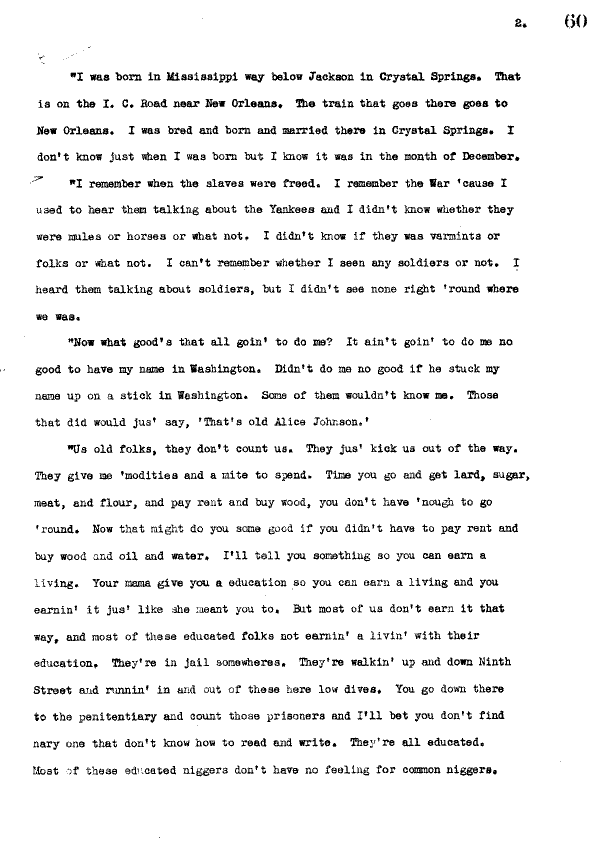 2. 60
"I was born in Mississippi way below Jackson in Crystal Springs. That
is on the I. C. Road near New Orleans. The train that goes there goes to
New Orleans. I was bred and born and married there in Crystal Springs. I
don't know just when I was born but I know it was in the month of December.
"I remember when the slaves were freed. I remember the War 'cause I
used to hear them talking about the Yankees and I didn't know whether they
were mules or horses or what not. I didn't know if they was varmints or
folks or what not. I can't remember whether I seen any soldiers or not. I
heard them talking about soldiers, but I didn't see none right 'round where
we was.
"Now what good's that all goin' to do me? It ain't goin' to do me no
good to have my name in Washington. Didn't do me no good if he stuck my
name up on a stick in Washington. Some of them wouldn't know me. Those
that did would jus' say, 'That's old Alice Johnson.'
"Us old folks, they don't count us. They jus' kick us out of the way.
They give me 'modities and a mite to spend. Time you go and get lard, sugar,
meat, and flour, and pay rent and buy wood, you don't have 'nough to go
'round. Now that might do you some good if you didn't have to pay rent and
buy wood and oil and water. I'll tell you something so you can earn a
living. Your mama give you a education so you can earn a living and you
earnin' it jus' like she meant you to. But most of us don't earn it that
way, and most of these educated folks not earnin' a livin' with their
education. They're in jail somewheres. They're walkin' up and down Ninth
Street and runnin' in and out of these here low dives. You go down there
to the penitentiary and count those prisoners and I'll bet you don't find
nary one that don't know how to read and write. They're all educated.
Most of these educated niggers don't have no feeling for common niggers.